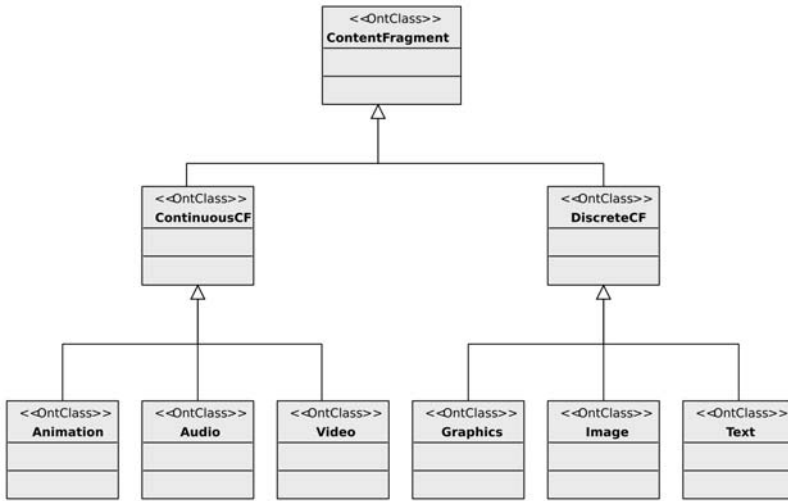 <<OntClass>>
ContentFragment
<<OntClass>>
ContinuousCF
<<OntClass>>
DiscreteCF
<<OntClass>>
Animation
<<OntClass>>
Audio
<<OntClass>>
Video
<<OntClass>>
Graphics
<<OntClass>>
Image
<<OntClass>>
Text